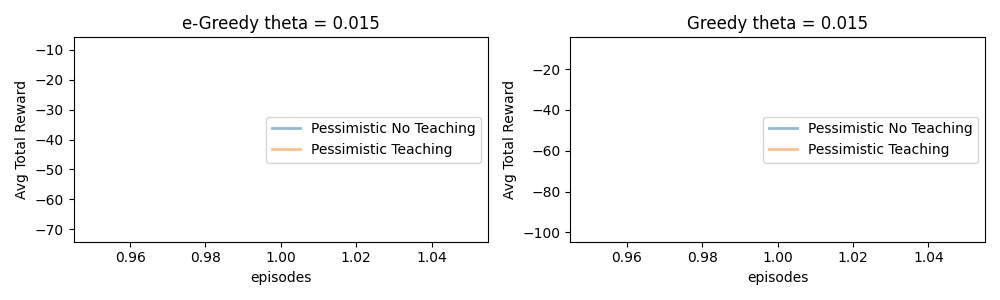 e-Greedy theta = 0.015
Avg Total Reward
−10
−20
−30
−40
−50
−60
−70
Pessimistic No Teaching
Pessimistic Teaching
0.96 0.98 1.00 1.02 1.04
episodes
Greedy theta = 0.015
Avg Total Reward
−20
−40
−60
−80
−100
Pessimistic No Teaching
Pessimistic Teaching
0.96 0.98 1.00 1.02 1.04
episodes